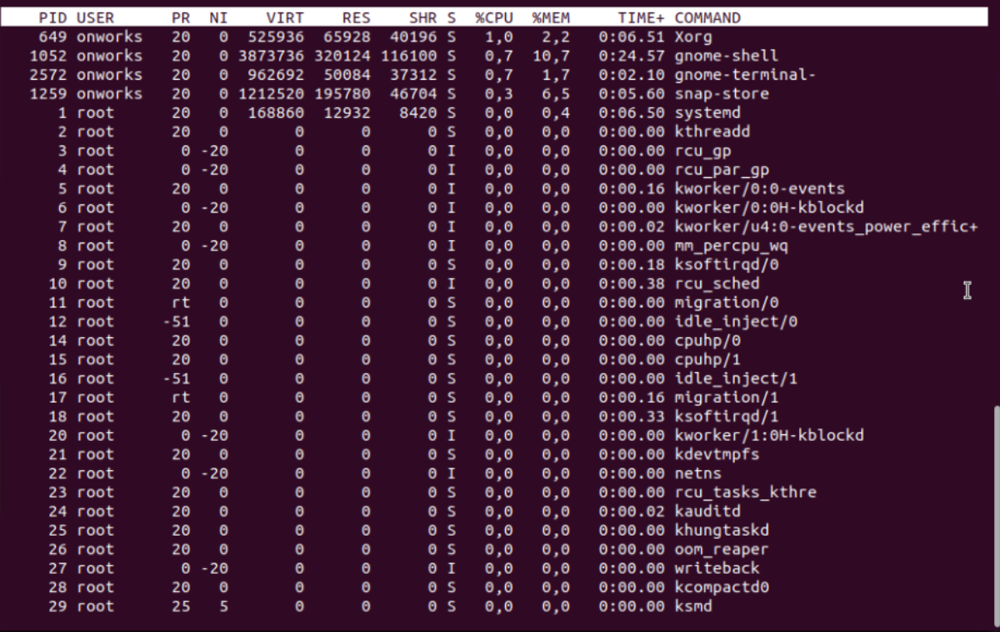 PID USER PR NI VIRT RES SHR S %CPU %MEM TIME+ COMMAND
649 onworks 20 0 525936 65928 40196 S 1,0 2,2 0:06.51 Xorg
1052 onworks 20 0 3873736 320124 116100 S 0,7 10,7 0:24.57 gnome-shell
2572 onworks 20 0 962692 50084 37312 S 0,7 1,7 0:02.10 gnome-terminal-
1259 onworks 20 0 1212520 195780 46704 S 0,3 6,5 0:05.60 snap-store
1 root 20 0 168860 12932 8420 S 0,0 0,4 0:06.50 systemd
2 root 20 0 0 0 0 S 0,0 0,0 0:00.00 kthreadd
3 root 0 -20 0 0 0 I 0,0 0,0 0:00.00 rcu_gp
4 root 0 -20 0 0 0 I 0,0 0,0 0:00.00 rcu_par_gp
5 root 20 0 0 0 0 I 0,0 0,0 0:00.16 kworker/0:0-events
6 root 0 -20 0 0 0 I 0,0 0,0 0:00.00 kworker/0:0H-kblockd
7 root 20 0 0 0 0 I 0,0 0,0 0:00.02 kworker/u4:0-events_power_effic+
8 root 0 -20 0 0 0 I 0,0 0,0 0:00.00 mm_percpu_wq
9 root 20 0 0 0 0 S 0,0 0,0 0:00.18 ksoftirqd/0
10 root 20 0 0 0 0 I 0,0 0,0 0:00.38 rcu_sched
11 root rt 0 0 0 0 S 0,0 0,0 0:00.00 migration/0
12 root -51 0 0 0 0 S 0,0 0,0 0:00.00 idle_inject/0
14 root 20 0 0 0 0 S 0,0 0,0 0:00.00 cpuhp/0
15 root 20 0 0 0 0 S 0,0 0,0 0:00.00 cpuhp/1
16 root -51 0 0 0 0 S 0,0 0,0 0:00.00 idle_inject/1
17 root rt 0 0 0 0 S 0,0 0,0 0:00.16 migration/1
18 root 20 0 0 0 0 S 0,0 0,0 0:00.33 ksoftirqd/1
20 root 0 -20 0 0 0 I 0,0 0,0 0:00.00 kworker/1:0H-kblockd
21 root 20 0 0 0 0 S 0,0 0,0 0:00.00 kdevtmpfs
22 root 0 -20 0 0 0 I 0,0 0,0 0:00.00 netns
23 root 20 0 0 0 0 S 0,0 0,0 0:00.00 rcu_tasks_kthre
24 root 20 0 0 0 0 S 0,0 0,0 0:00.02 kauditd
25 root 20 0 0 0 0 S 0,0 0,0 0:00.00 khungtaskd
26 root 20 0 0 0 0 S 0,0 0,0 0:00.00 oom_reaper
27 root 0 -20 0 0 0 I 0,0 0,0 0:00.00 writeback
28 root 20 0 0 0 0 S 0,0 0,0 0:00.00 kcompactd0
29 root 25 5 0 0 0 S 0,0 0,0 0:00.00 ksmd